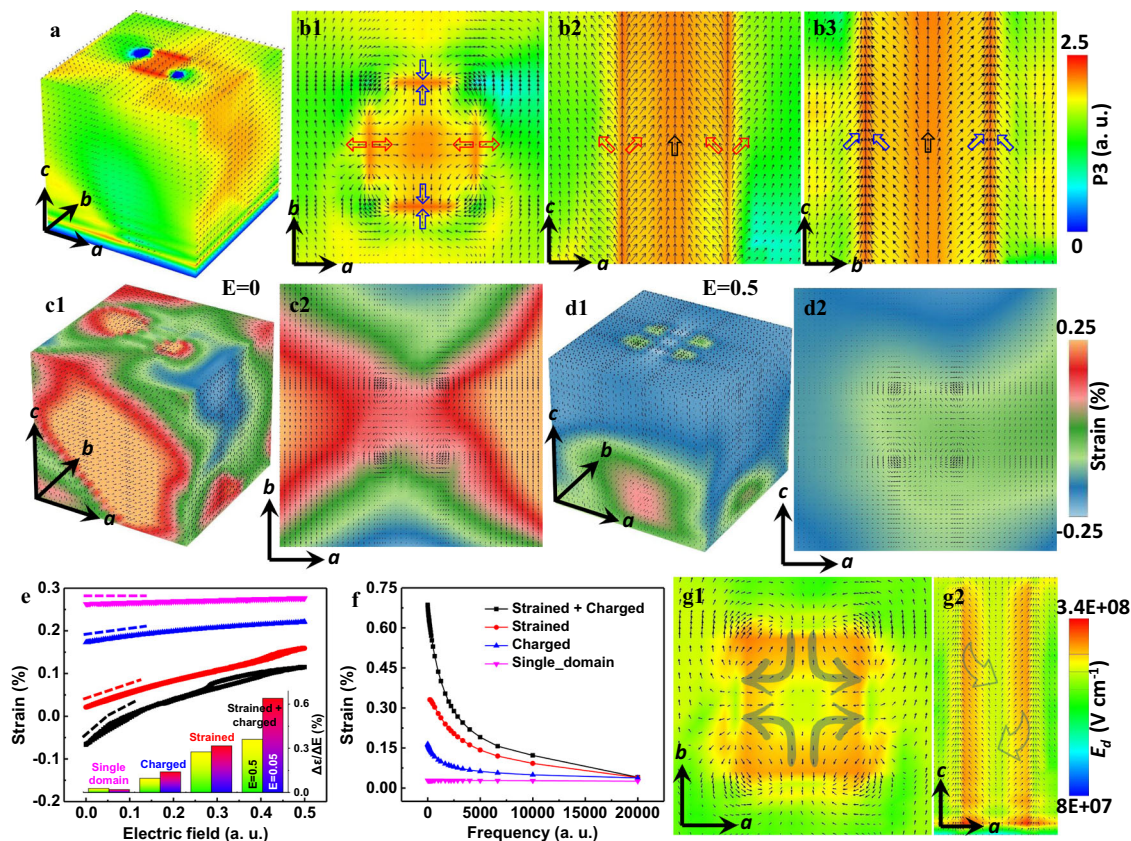 a
b1
b2
b3
2.5
P3 (a. u.)
0
c
b
a
b
a
c
a
c
b
E=0
E=0.5
c1
c2
d1
d2
0.25
Strain (%)
-0.25
c
b
a
b
a
c
b
a
c
a
e
0.3
0.2
0.1
0.0
-0.1
-0.2
Strain (%)
0.0 0.1 0.2 0.3 0.4 0.5
Electric field (a. u.)
Single
domain
Charged
Strained
Strained +
charged
E=0.5
E=0.05
0.6
0.3
0.0
Δε/ΔE (%)
f
0.75
0.60
0.45
0.30
0.15
0.00
Strain (%)
0 5000 10000 15000 20000
Frequency (a. u.)
Strained + Charged
Strained
Charged
Single_domain
g1
g2
b
a
c
a
3.4E+08
E_d (V cm⁻¹)
8E+07